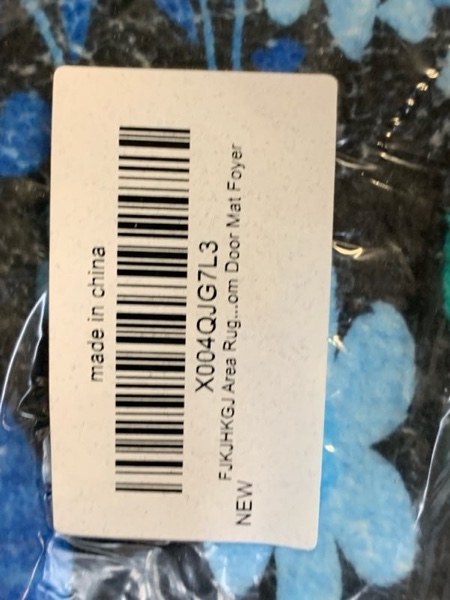 made in china
X004QJG7L3
FJKJHKGJ Area Rug...om Door Mat Foyer
NEW